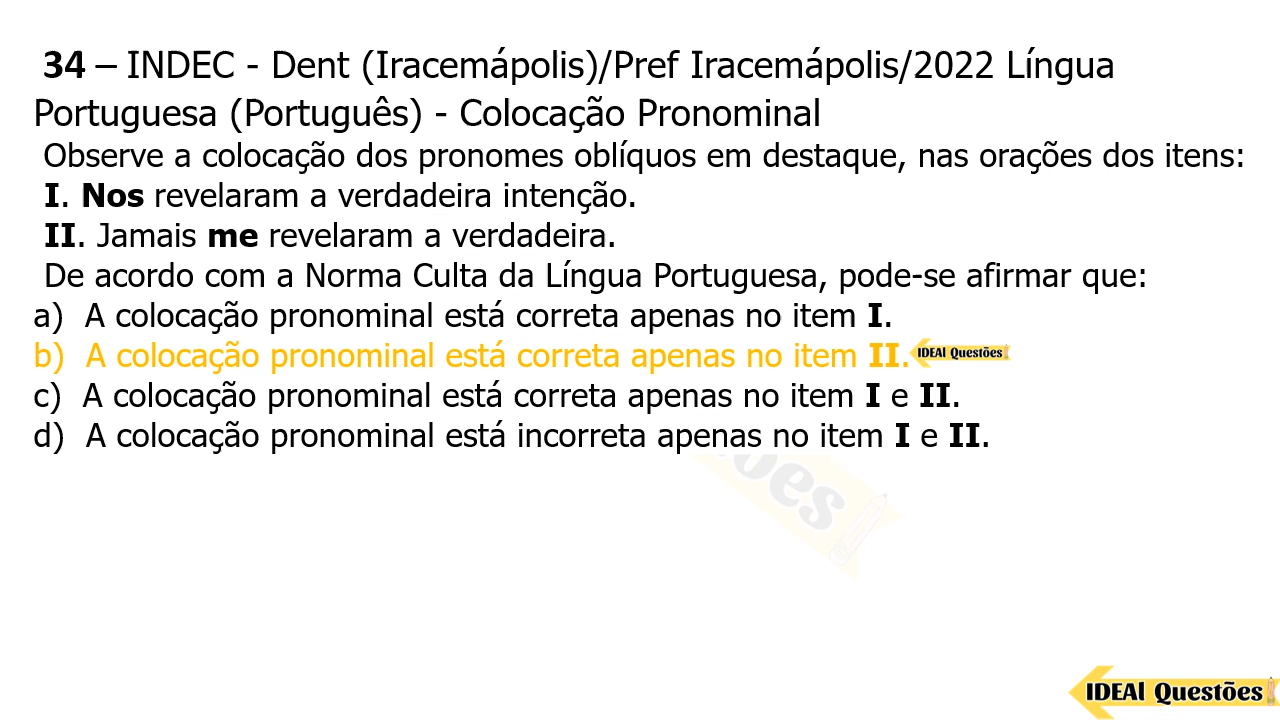 34 – INDEC - Dent (Iracemápolis)/Pref Iracemápolis/2022 Língua
Portuguesa (Português) - Colocação Pronominal
Observe a colocação dos pronomes oblíquos em destaque, nas orações dos itens:
I. Nos revelaram a verdadeira intenção.
II. Jamais me revelaram a verdadeira.
De acordo com a Norma Culta da Língua Portuguesa, pode-se afirmar que:
a) A colocação pronominal está correta apenas no item I.
b) A colocação pronominal está correta apenas no item II. IDEAl Questões
c) A colocação pronominal está correta apenas no item I e II.
d) A colocação pronominal está incorreta apenas no item I e II.
IDEAl Questões